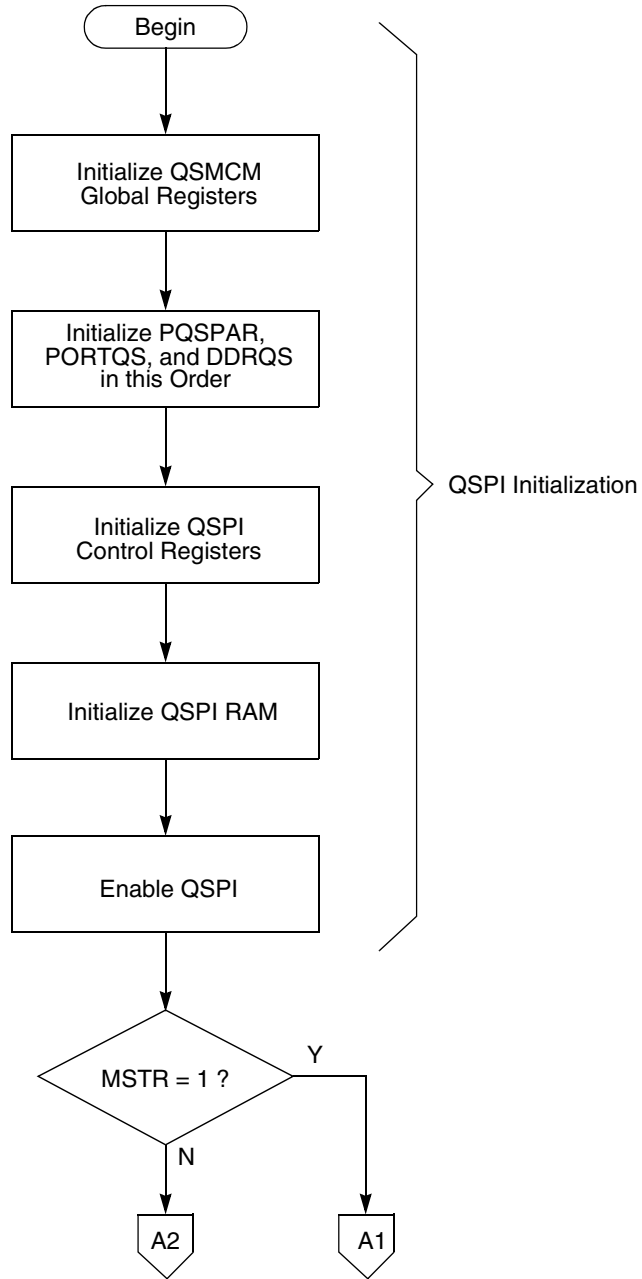 Begin
Initialize QSMCM
Global Registers
Initialize PQSPAR,
PORTQS, and DDRQS
in this Order
QSPI Initialization
Initialize QSPI
Control Registers
Initialize QSPI RAM
Enable QSPI
MSTR = 1 ?
Y
N
A2
A1